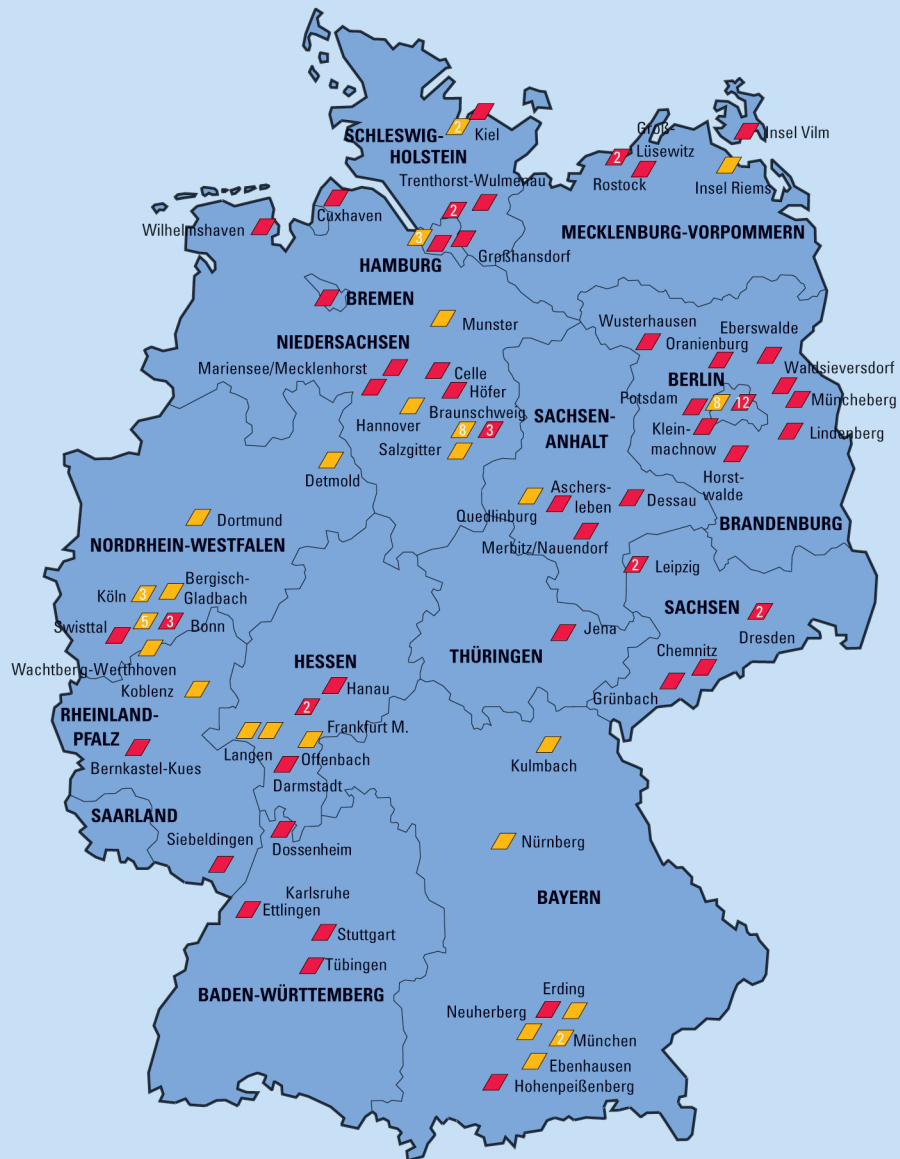 2
Kiel
SCHLESWIG-
HOLSTEIN
Groß-
Lüsewitz
2
Rostock
Insel Vilm
Insel Riems
Trenthorst-Wulmenau
2
Cuxhaven
Wilhelmshaven
3
Großhansdorf
MECKLENBURG-VORPOMMERN
HAMBURG
BREMEN
Munster
NIEDERSACHSEN
Wusterhausen
Eberswalde
Oranienburg
Mariensee/Mecklenhorst
Celle
Höfer
BERLIN
Waldsieversdorf
Potsdam
8
12
Müncheberg
Hannover
Braunschweig
8
3
SACHSEN-
ANHALT
Klein-
machnow
Lindenberg
Salzgitter
Detmold
Horst-
walde
Aschers-
leben
Dessau
Quedlinburg
BRANDENBURG
Dortmund
Merbitz/Nauendorf
NORDRHEIN-WESTFALEN
2
Leipzig
Bergisch-
Gladbach
Köln
3
SACHSEN
2
Dresden
Swisttal
5
3
Bonn
Jena
Chemnitz
THÜRINGEN
HESSEN
Wachtberg-Werthhoven
Koblenz
Hanau
Grünbach
2
RHEINLAND-
PFALZ
Frankfurt M.
Langen
Offenbach
Bernkastel-Kues
Darmstadt
Kulmbach
SAARLAND
Siebeldingen
Dossenheim
Nürnberg
Karlsruhe
Ettlingen
BAYERN
Stuttgart
Tübingen
BADEN-WÜRTTEMBERG
Erding
Neuherberg
2
München
Ebenhausen
Hohenpeißenberg